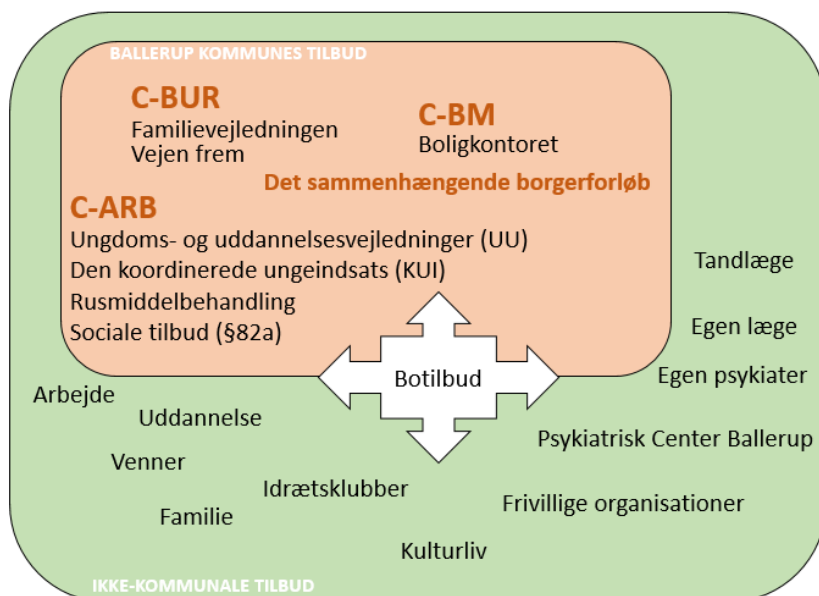 BALLERUP KOMMUNES TILBUD
C-BUR
Familievejledningen
Vejen frem
C-BM
Boligkontoret
Det sammenhængende borgerforløb
C-ARB
Ungdoms- og uddannelsesvejledninger (UU)
Den koordinerede ungeindsats (KUI)
Rusmiddelbehandling
Sociale tilbud (§82a)
Botilbud
Tandlæge
Egen læge
Egen psykiater
Psykiatrisk Center Ballerup
Frivillige organisationer
Arbejde
Uddannelse
Venner
Idrætsklubber
Familie
Kulturliv
IKKE-KOMMUNALE TILBUD